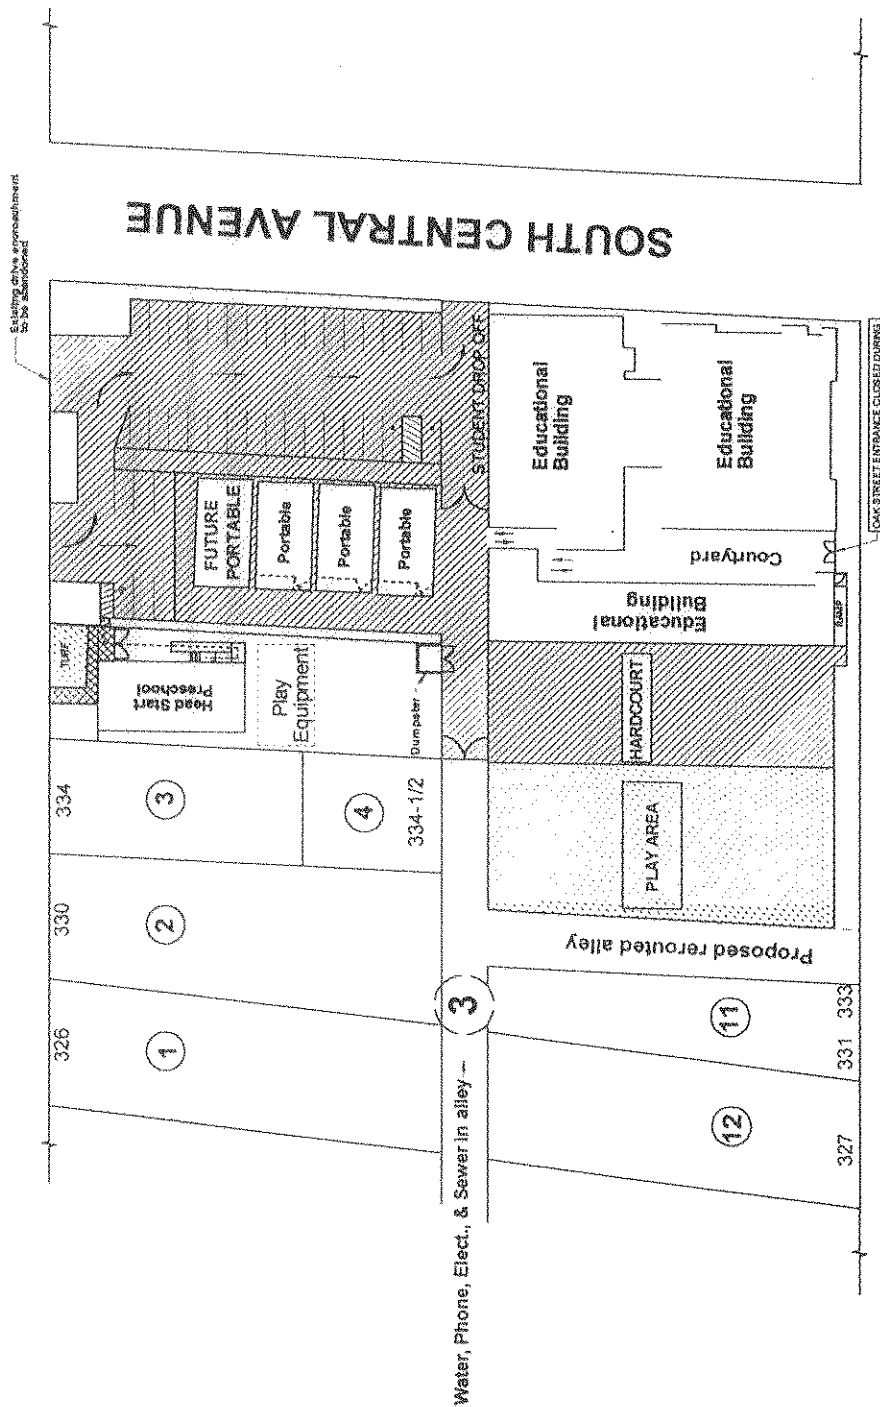 Existing drive encroachment
to be abandoned
SOUTH CENTRAL AVENUE
STUDENT DROP OFF
Educational
Building
Educational
Building
FUTURE
PORTABLE
Portable
Portable
Portable
Courtyard
OAK STREET ENTRANCE CLOSED DURING
Educational
Building
RAMP
TURF
Head Start
Preschool
Play
Equipment
Dumpster
HARDCOURT
PLAY AREA
334
3
4
334-1/2
330
2
Proposed rerouted alley
326
1
3
11
333
331
12
327
Water, Phone, Elect., & Sewer in alley